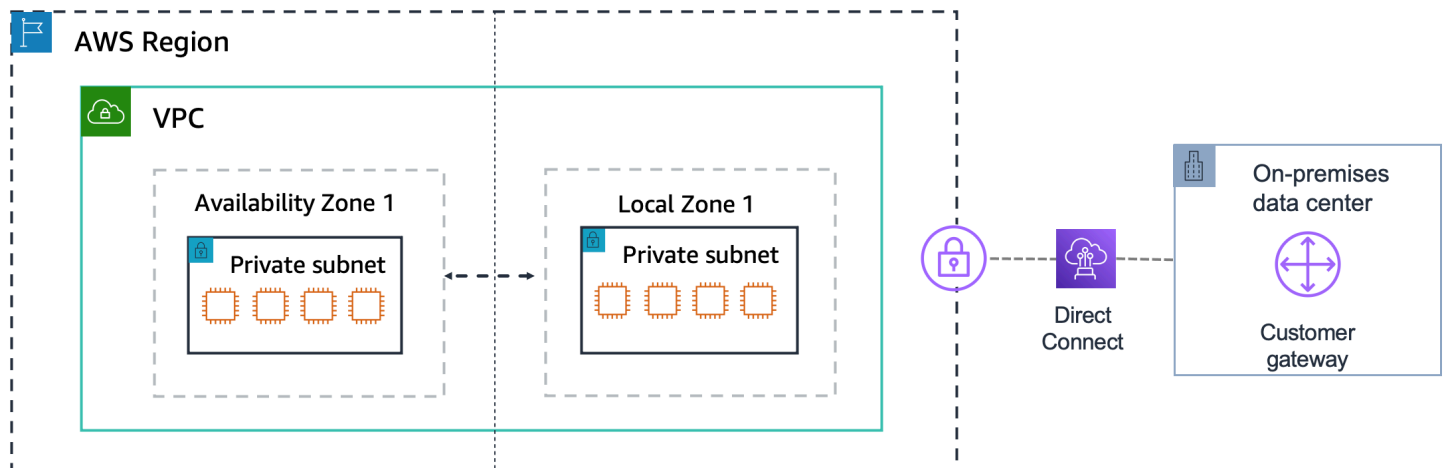 AWS Region
VPC
Availability Zone 1
Private subnet
Local Zone 1
Private subnet
Direct
Connect
On-premises
data center
Customer
gateway